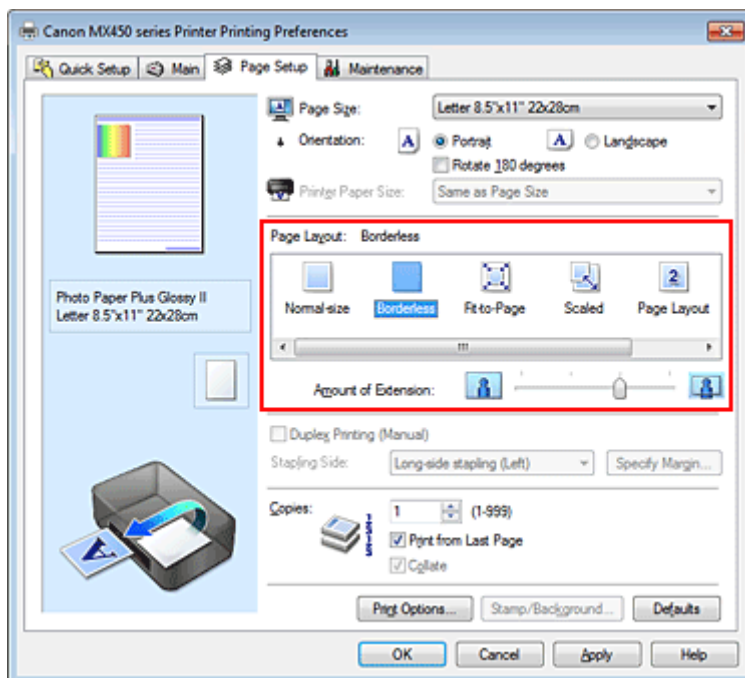 Canon MX450 series Printer Printing Preferences
Quick Setup Main Page Setup Maintenance
Page Size: Letter 8.5"x11" 22x28cm
Orientation: A Portrait A Landscape
Rotate 180 degrees
Printer Paper Size: Same as Page Size
Page Layout: Borderless
2
Normal-size Borderless Fit-to-Page Scaled Page Layout
Photo Paper Plus Glossy II
Letter 8.5"x11" 22x28cm
Amount of Extension:
Duplex Printing (Manual)
Stapling Side: Long-side stapling (Left) Specify Margin...
Copies: 1 (1-999)
Print from Last Page
Collate
A
Print Options... Stamp/Background... Defaults
OK Cancel Apply Help